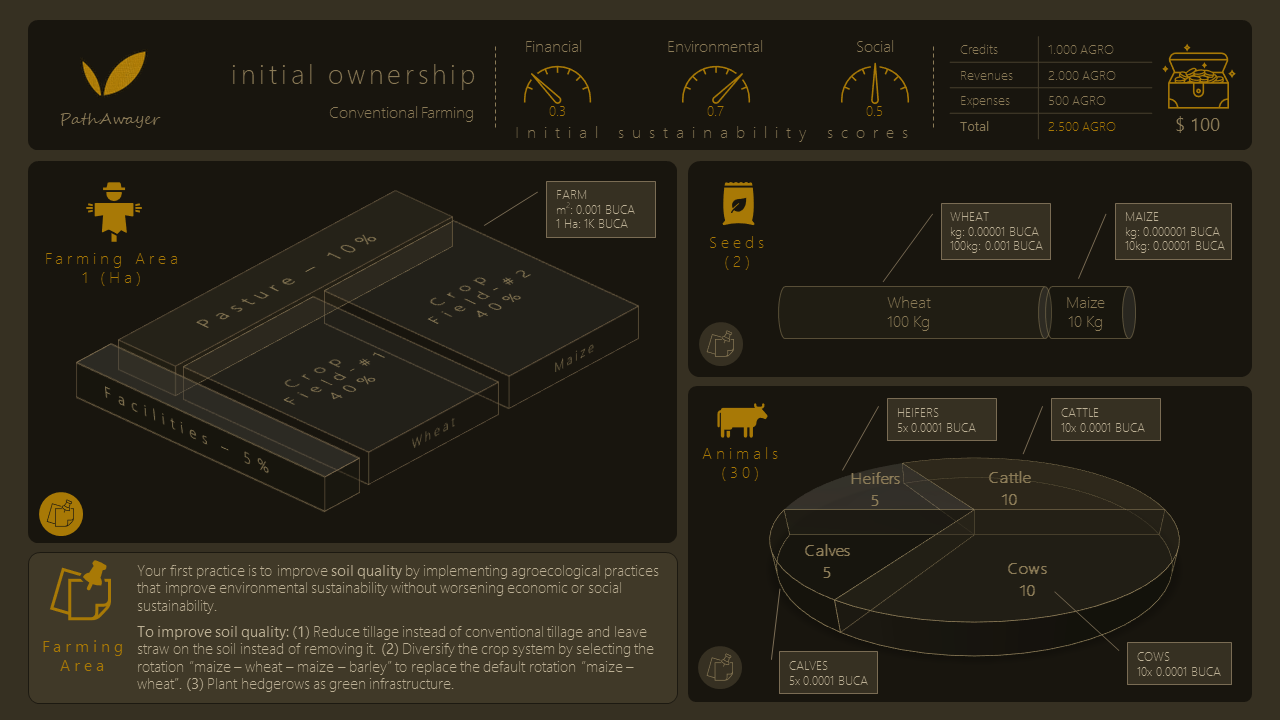 PathAwayer
initial ownership
Conventional Farming
Financial
0.3
Environmental
0.7
Social
0.5
Initial sustainability scores
Credits 1.000 AGRO
Revenues 2.000 AGRO
Expenses 500 AGRO
Total 2.500 AGRO
$ 100
Farming Area
1 (Ha)
FARM
m²: 0.001 BUCA
1 Ha: 1K BUCA
Pasture – 10%
Crop
Field-#2
40%
Maize
Crop
Field-#1
40%
Wheat
Facilities – 5%
Seeds
(2)
WHEAT
kg: 0.00001 BUCA
100kg: 0.001 BUCA
MAIZE
kg: 0.000001 BUCA
10kg: 0.00001 BUCA
Wheat
100 Kg
Maize
10 Kg
Animals
(30)
HEIFERS
5x 0.0001 BUCA
CATTLE
10x 0.0001 BUCA
Heifers
5
Cattle
10
Calves
5
Cows
10
CALVES
5x 0.0001 BUCA
COWS
10x 0.0001 BUCA
Farming
Area
Your first practice is to improve soil quality by implementing agroecological practices
that improve environmental sustainability without worsening economic or social
sustainability.
To improve soil quality: (1) Reduce tillage instead of conventional tillage and leave
straw on the soil instead of removing it. (2) Diversify the crop system by selecting the
rotation “maize – wheat – maize – barley” to replace the default rotation “maize –
wheat”. (3) Plant hedgerows as green infrastructure.